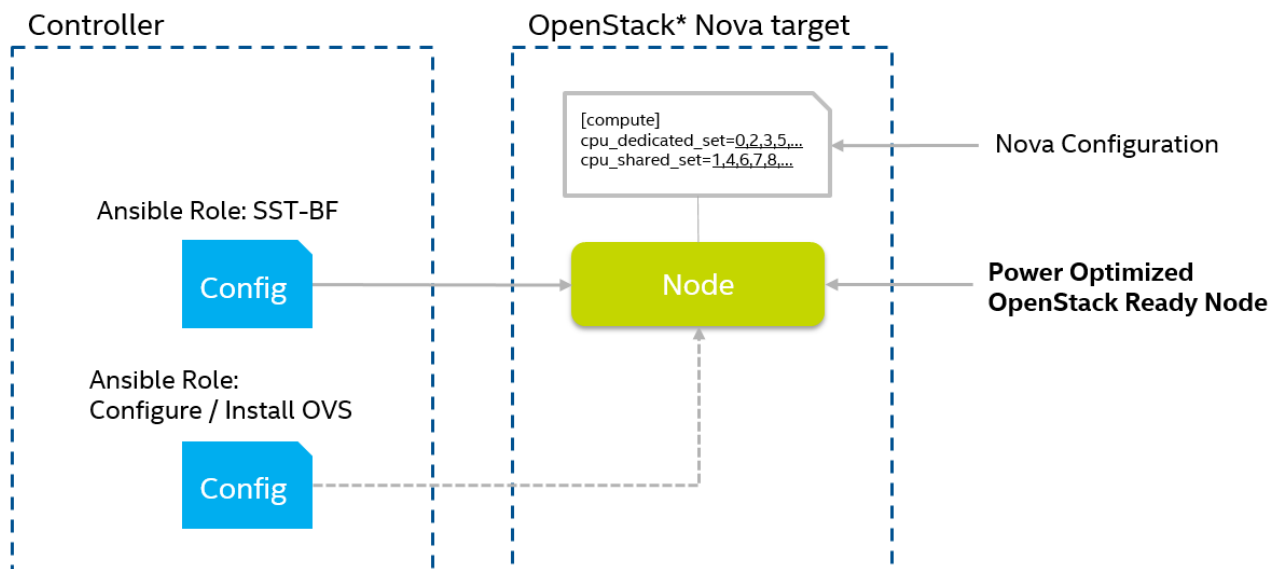 Controller
OpenStack* Nova target
[compute]
cpu_dedicated_set=0,2,3,5,...
cpu_shared_set=1,4,6,7,8,...
Nova Configuration
Ansible Role: SST-BF
Config
Node
Power Optimized
OpenStack Ready Node
Ansible Role:
Configure / Install OVS
Config